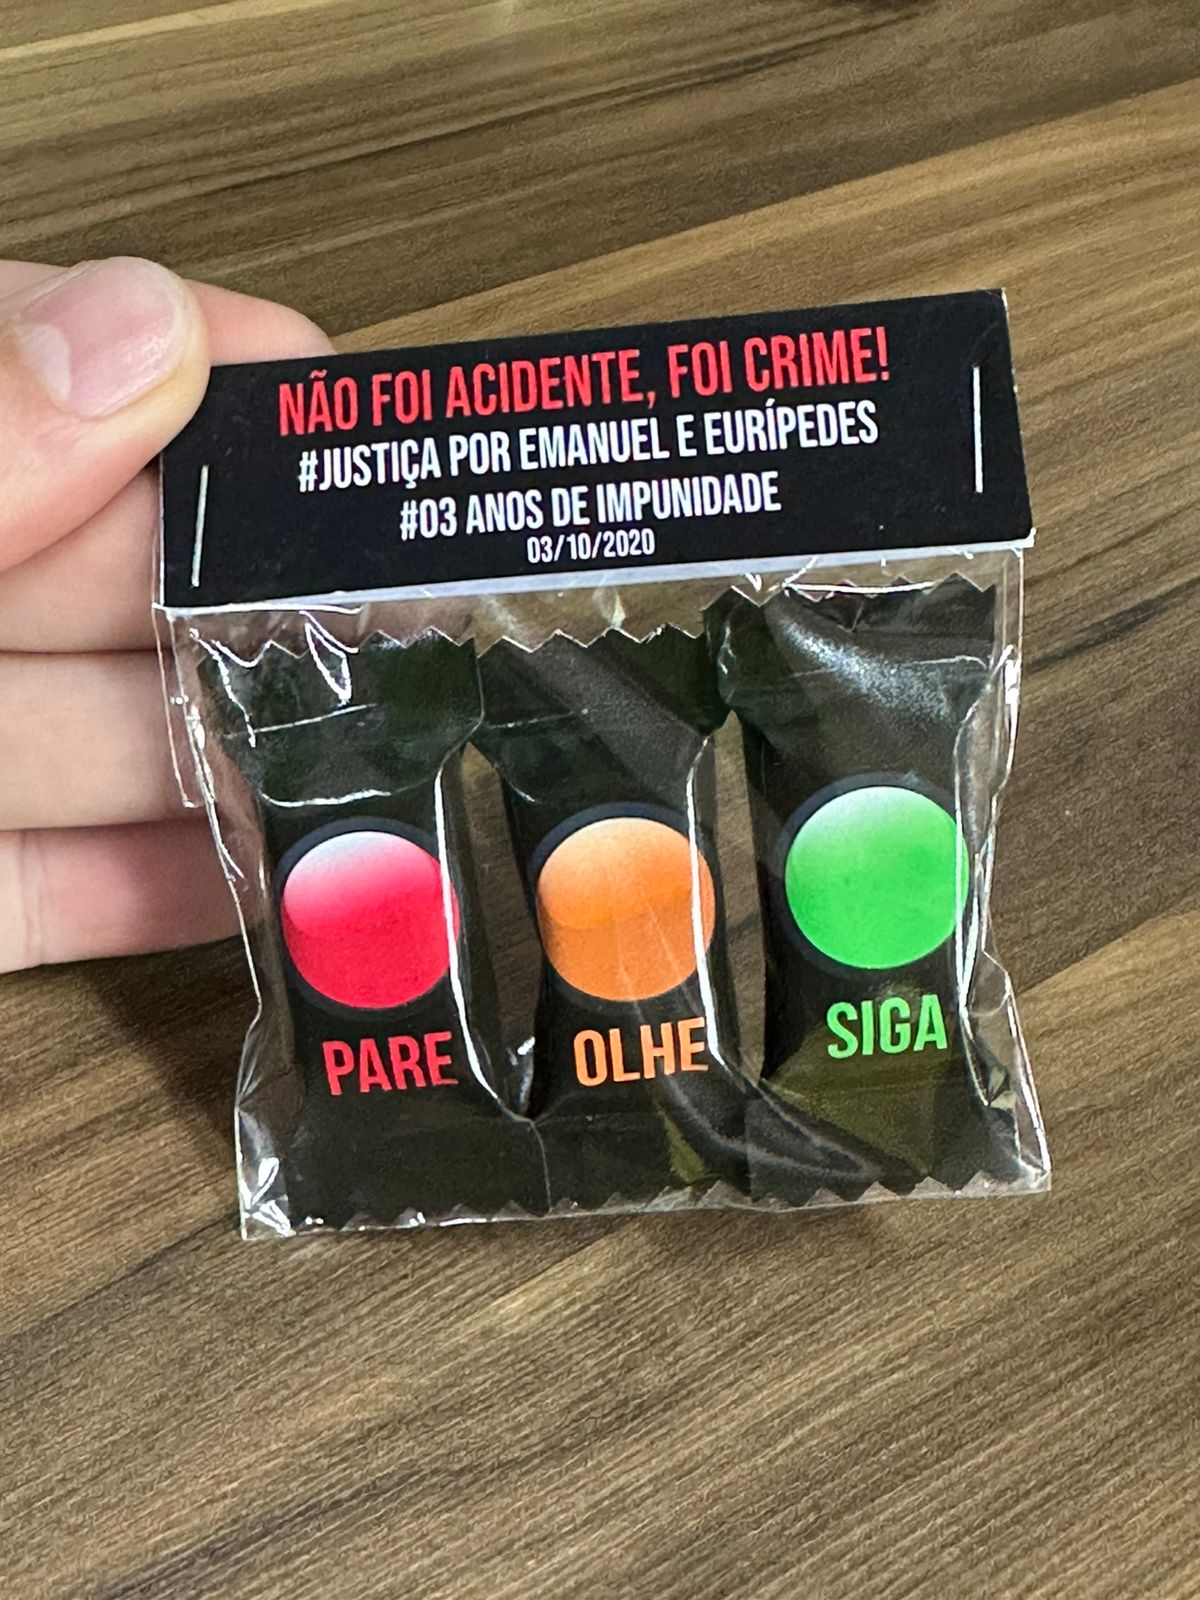 NÃO FOI ACIDENTE, FOI CRIME!
#JUSTIÇA POR EMANUEL E EURÍPEDES
#03 ANOS DE IMPUNIDADE
03/10/2020
PARE
OLHE
SIGA